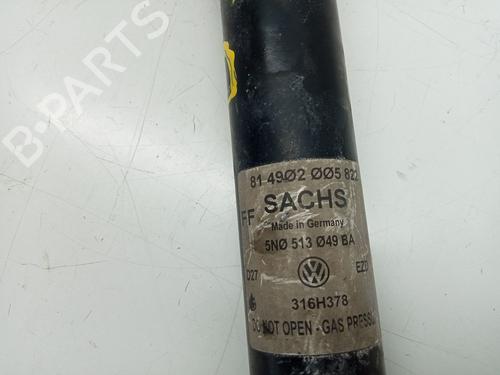 B-PARTS
81 49Ø2 ØØ5 822
FF SACHS
Made in Germany
5NØ 513 Ø49 BA
D27
316H378
DO NOT OPEN - GAS PRESSU